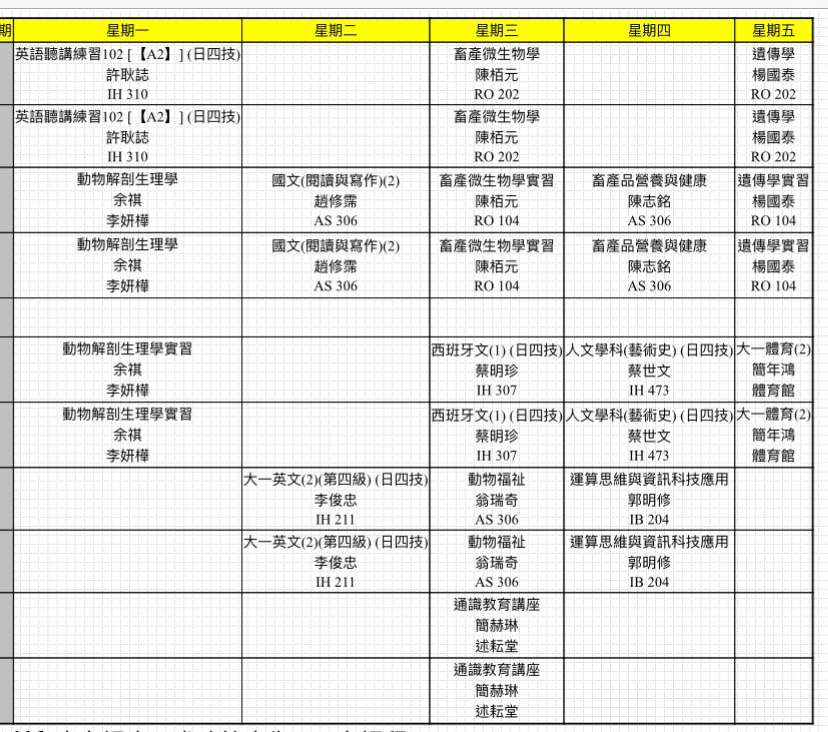 期 星期一 星期二 星期三 星期四 星期五
英語聽講練習102 [【A2】] (日四技) 畜產微生物學 遺傳學
許耿誌 陳栢元 楊國泰
IH 310 RO 202 RO 202
英語聽講練習102 [【A2】] (日四技) 畜產微生物學 遺傳學
許耿誌 陳栢元 楊國泰
IH 310 RO 202 RO 202
動物解剖生理學 國文(閱讀與寫作)(2) 畜產微生物學實習 畜產品營養與健康 遺傳學實習
余祺 趙修霈 陳栢元 陳志銘 楊國泰
李妍樺 AS 306 RO 104 AS 306 RO 104
動物解剖生理學 國文(閱讀與寫作)(2) 畜產微生物學實習 畜產品營養與健康 遺傳學實習
余祺 趙修霈 陳栢元 陳志銘 楊國泰
李妍樺 AS 306 RO 104 AS 306 RO 104
動物解剖生理學實習 西班牙文(1) (日四技) 人文學科(藝術史) (日四技) 大一體育(2)
余祺 蔡明珍 蔡世文 簡年鴻
李妍樺 IH 307 IH 473 體育館
動物解剖生理學實習 西班牙文(1) (日四技) 人文學科(藝術史) (日四技) 大一體育(2)
余祺 蔡明珍 蔡世文 簡年鴻
李妍樺 IH 307 IH 473 體育館
大一英文(2)(第四級) (日四技) 動物福祉 運算思維與資訊科技應用
李俊忠 翁瑞奇 郭明修
IH 211 AS 306 IB 204
大一英文(2)(第四級) (日四技) 動物福祉 運算思維與資訊科技應用
李俊忠 翁瑞奇 郭明修
IH 211 AS 306 IB 204
通識教育講座
簡赫琳
述耘堂
通識教育講座
簡赫琳
述耘堂